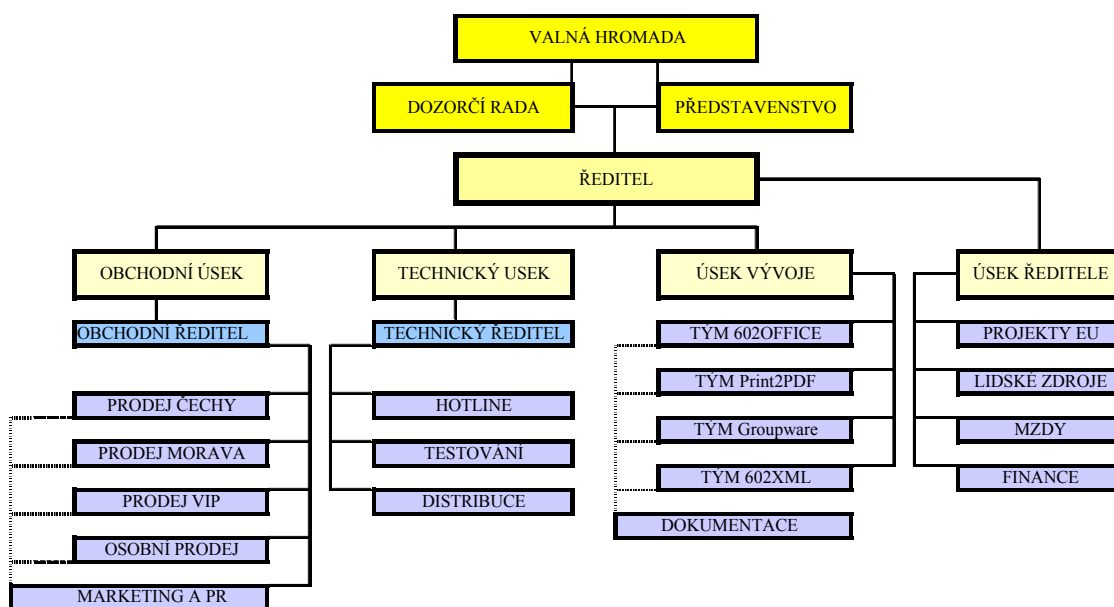 VALNÁ HROMADA
DOZORČÍ RADA
PŘEDSTAVENSTVO
ŘEDITEL
OBCHODNÍ ÚSEK
TECHNICKÝ USEK
ÚSEK VÝVOJE
ÚSEK ŘEDITELE
OBCHODNÍ ŘEDITEL
TECHNICKÝ ŘEDITEL
TÝM 602OFFICE
PROJEKTY EU
TÝM Print2PDF
LIDSKÉ ZDROJE
PRODEJ ČECHY
HOTLINE
TÝM Groupware
MZDY
PRODEJ MORAVA
TESTOVÁNÍ
TÝM 602XML
FINANCE
PRODEJ VIP
DISTRIBUCE
DOKUMENTACE
OSOBNÍ PRODEJ
MARKETING A PR